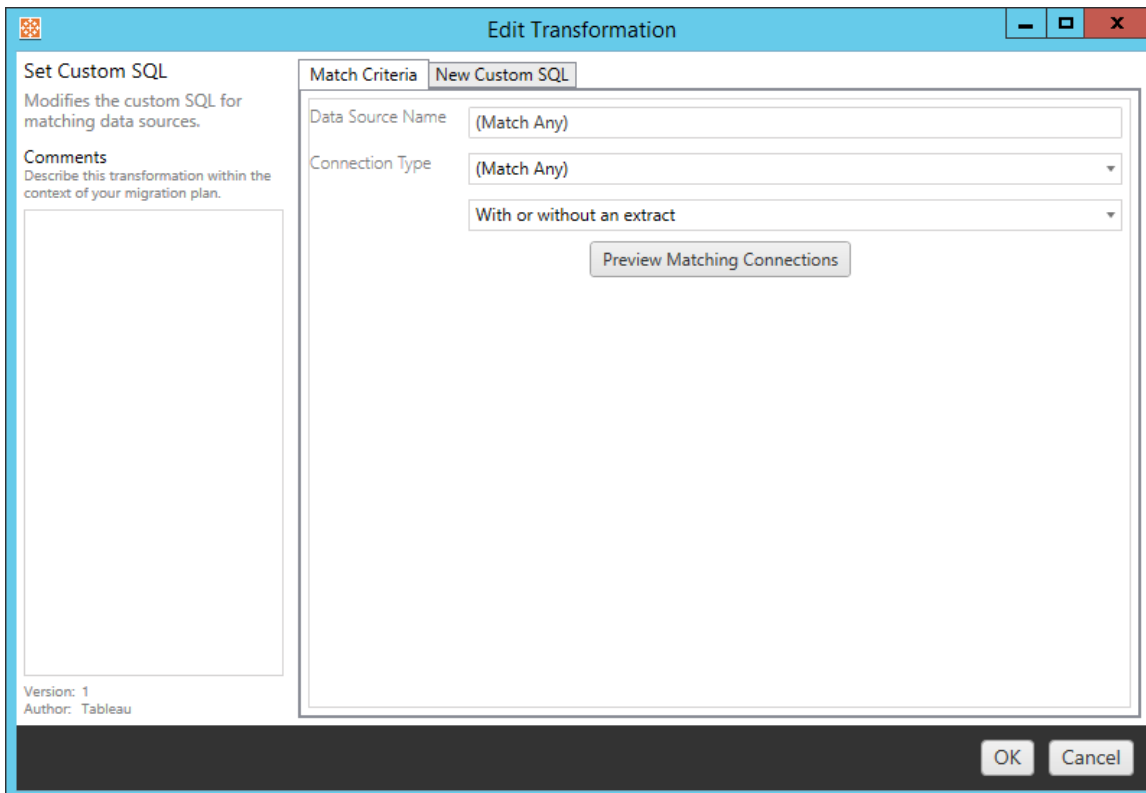 Edit Transformation
Set Custom SQL
Modifies the custom SQL for
matching data sources.
Comments
Describe this transformation within the
context of your migration plan.
Version: 1
Author: Tableau
Match Criteria
New Custom SQL
Data Source Name
(Match Any)
Connection Type
(Match Any)
With or without an extract
Preview Matching Connections
OK
Cancel